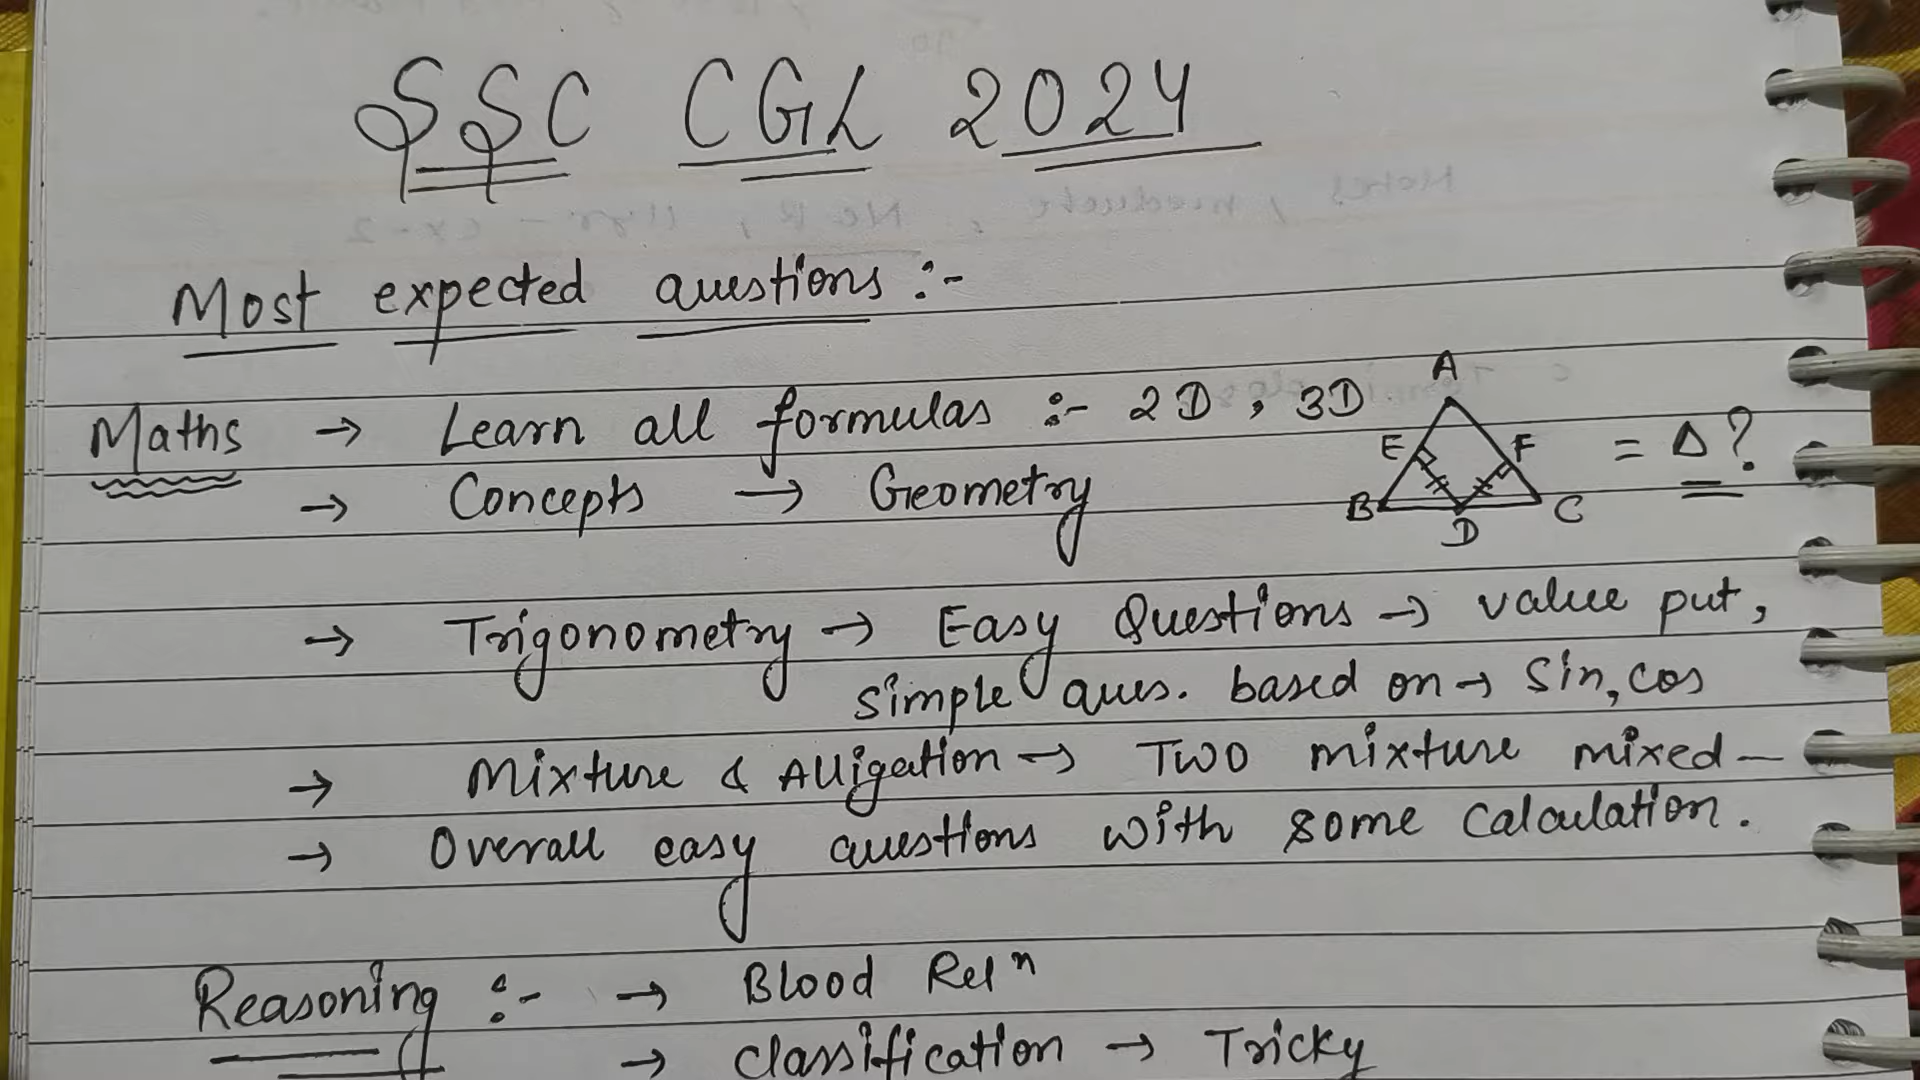 SSC CGL 2024
Most expected questions :-
Maths → Learn all formulas :- 2D, 3D
→ Concepts → Geometry
A
E F
B D C
= Δ ?
→ Trigonometry → Easy Questions → value put,
simple ques. based on → Sin, cos
→ Mixture & Alligation → Two mixture mixed —
→ Overall easy questions with some calculation.
Reasoning :- → Blood Relⁿ
→ classification → Tricky